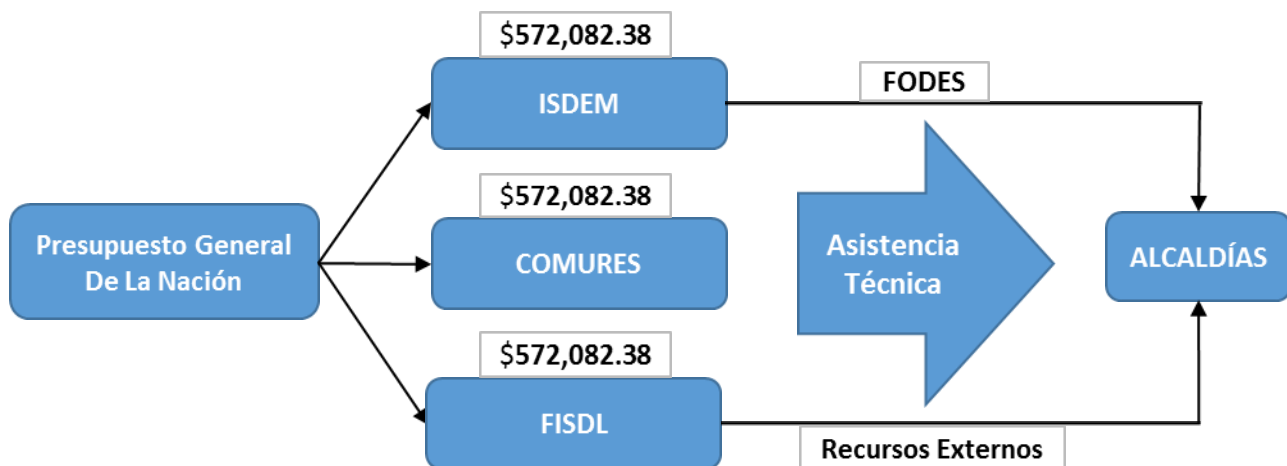 $572,082.38
ISDEM
FODES
$572,082.38
Presupuesto General
De La Nación
COMURES
Asistencia
Técnica
ALCALDÍAS
$572,082.38
FISDL
Recursos Externos